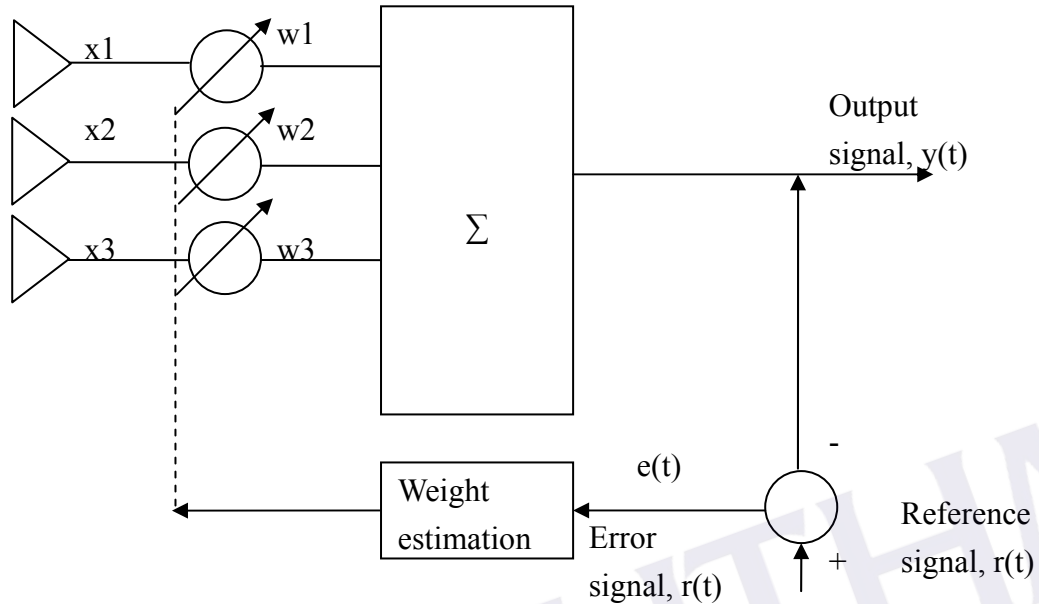 x1
w1
x2
w2
x3
w3
∑
Output
signal, y(t)
-
e(t)
Weight
estimation
Error
signal, r(t)
+
Reference
signal, r(t)